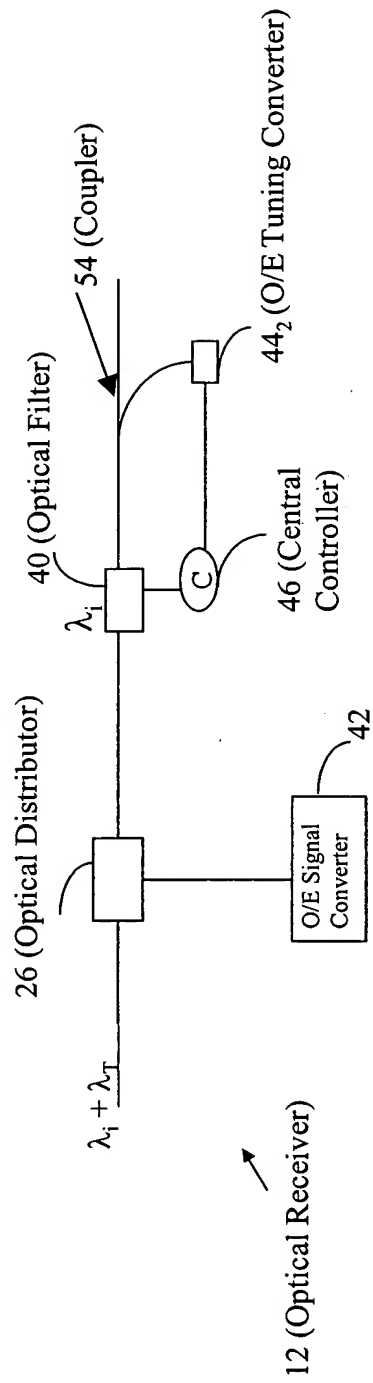 12 (Optical Receiver)
λi + λT
26 (Optical Distributor)
O/E Signal
Converter
42
λi
40 (Optical Filter)
C
46 (Central
Controller)
54 (Coupler)
44₂ (O/E Tuning Converter)